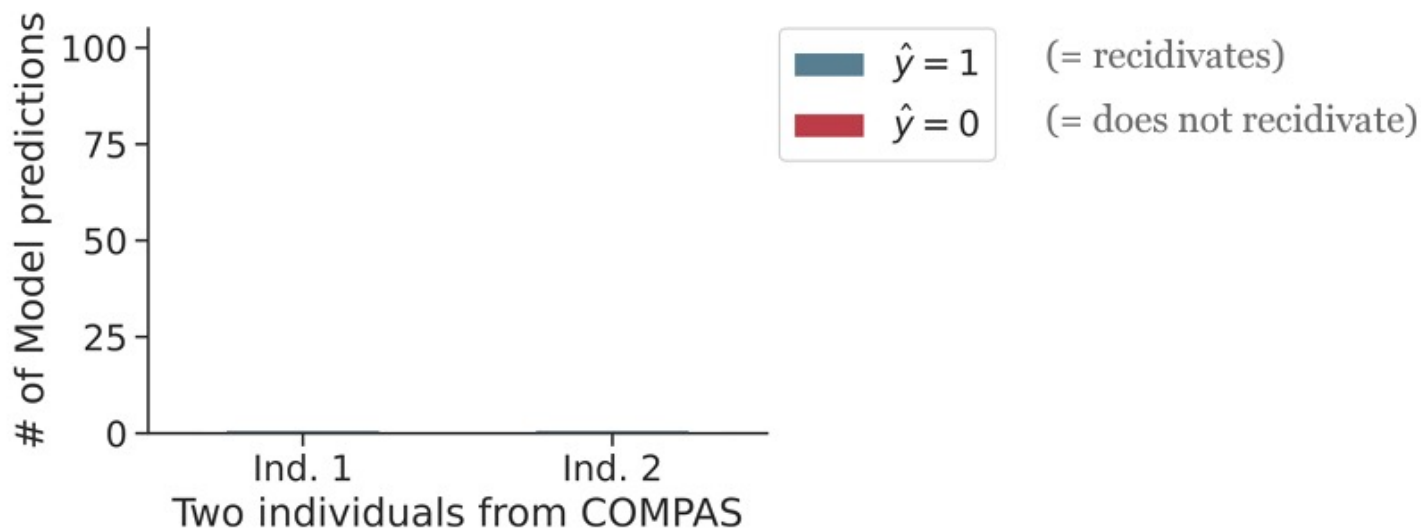 # of Model predictions
100
75
50
25
0
Ind. 1
Ind. 2
Two individuals from COMPAS
ŷ = 1 (= recidivates)
ŷ = 0 (= does not recidivate)